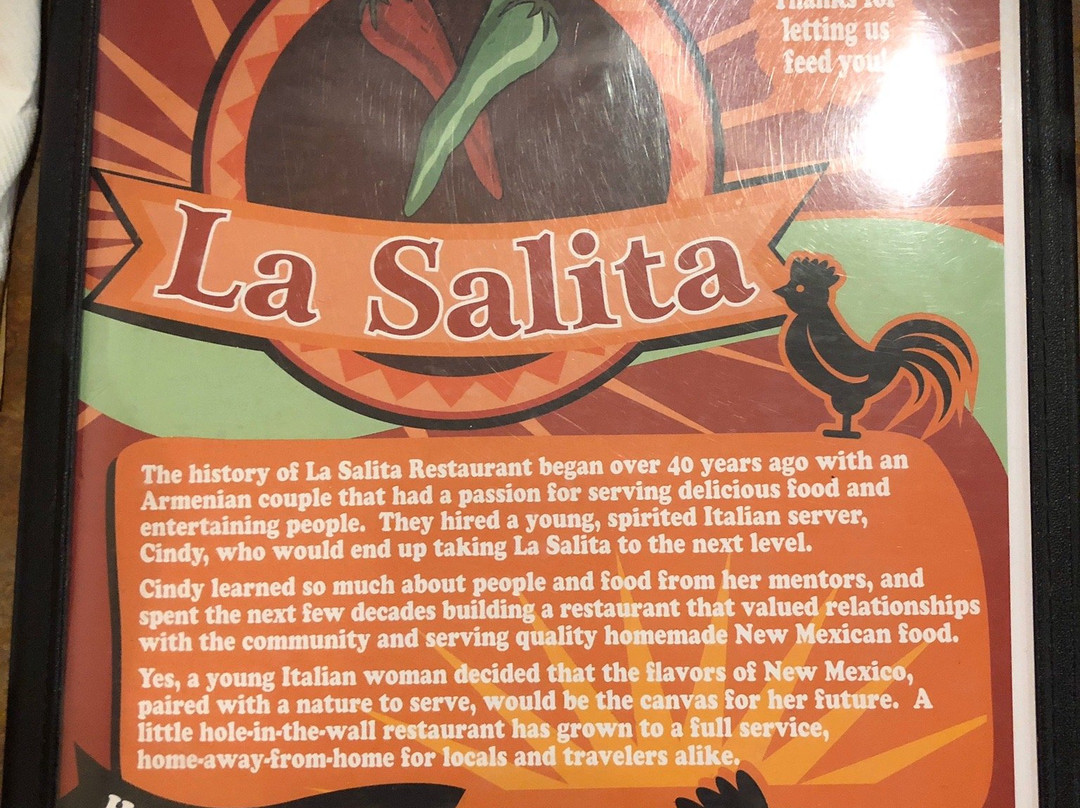 Thanks for
letting us
feed you!
La Salita
The history of La Salita Restaurant began over 40 years ago with an
Armenian couple that had a passion for serving delicious food and
entertaining people. They hired a young, spirited Italian server,
Cindy, who would end up taking La Salita to the next level.
Cindy learned so much about people and food from her mentors, and
spent the next few decades building a restaurant that valued relationships
with the community and serving quality homemade New Mexican food.
Yes, a young Italian woman decided that the flavors of New Mexico,
paired with a nature to serve, would be the canvas for her future. A
little hole-in-the-wall restaurant has grown to a full service,
home-away-from-home for locals and travelers alike.